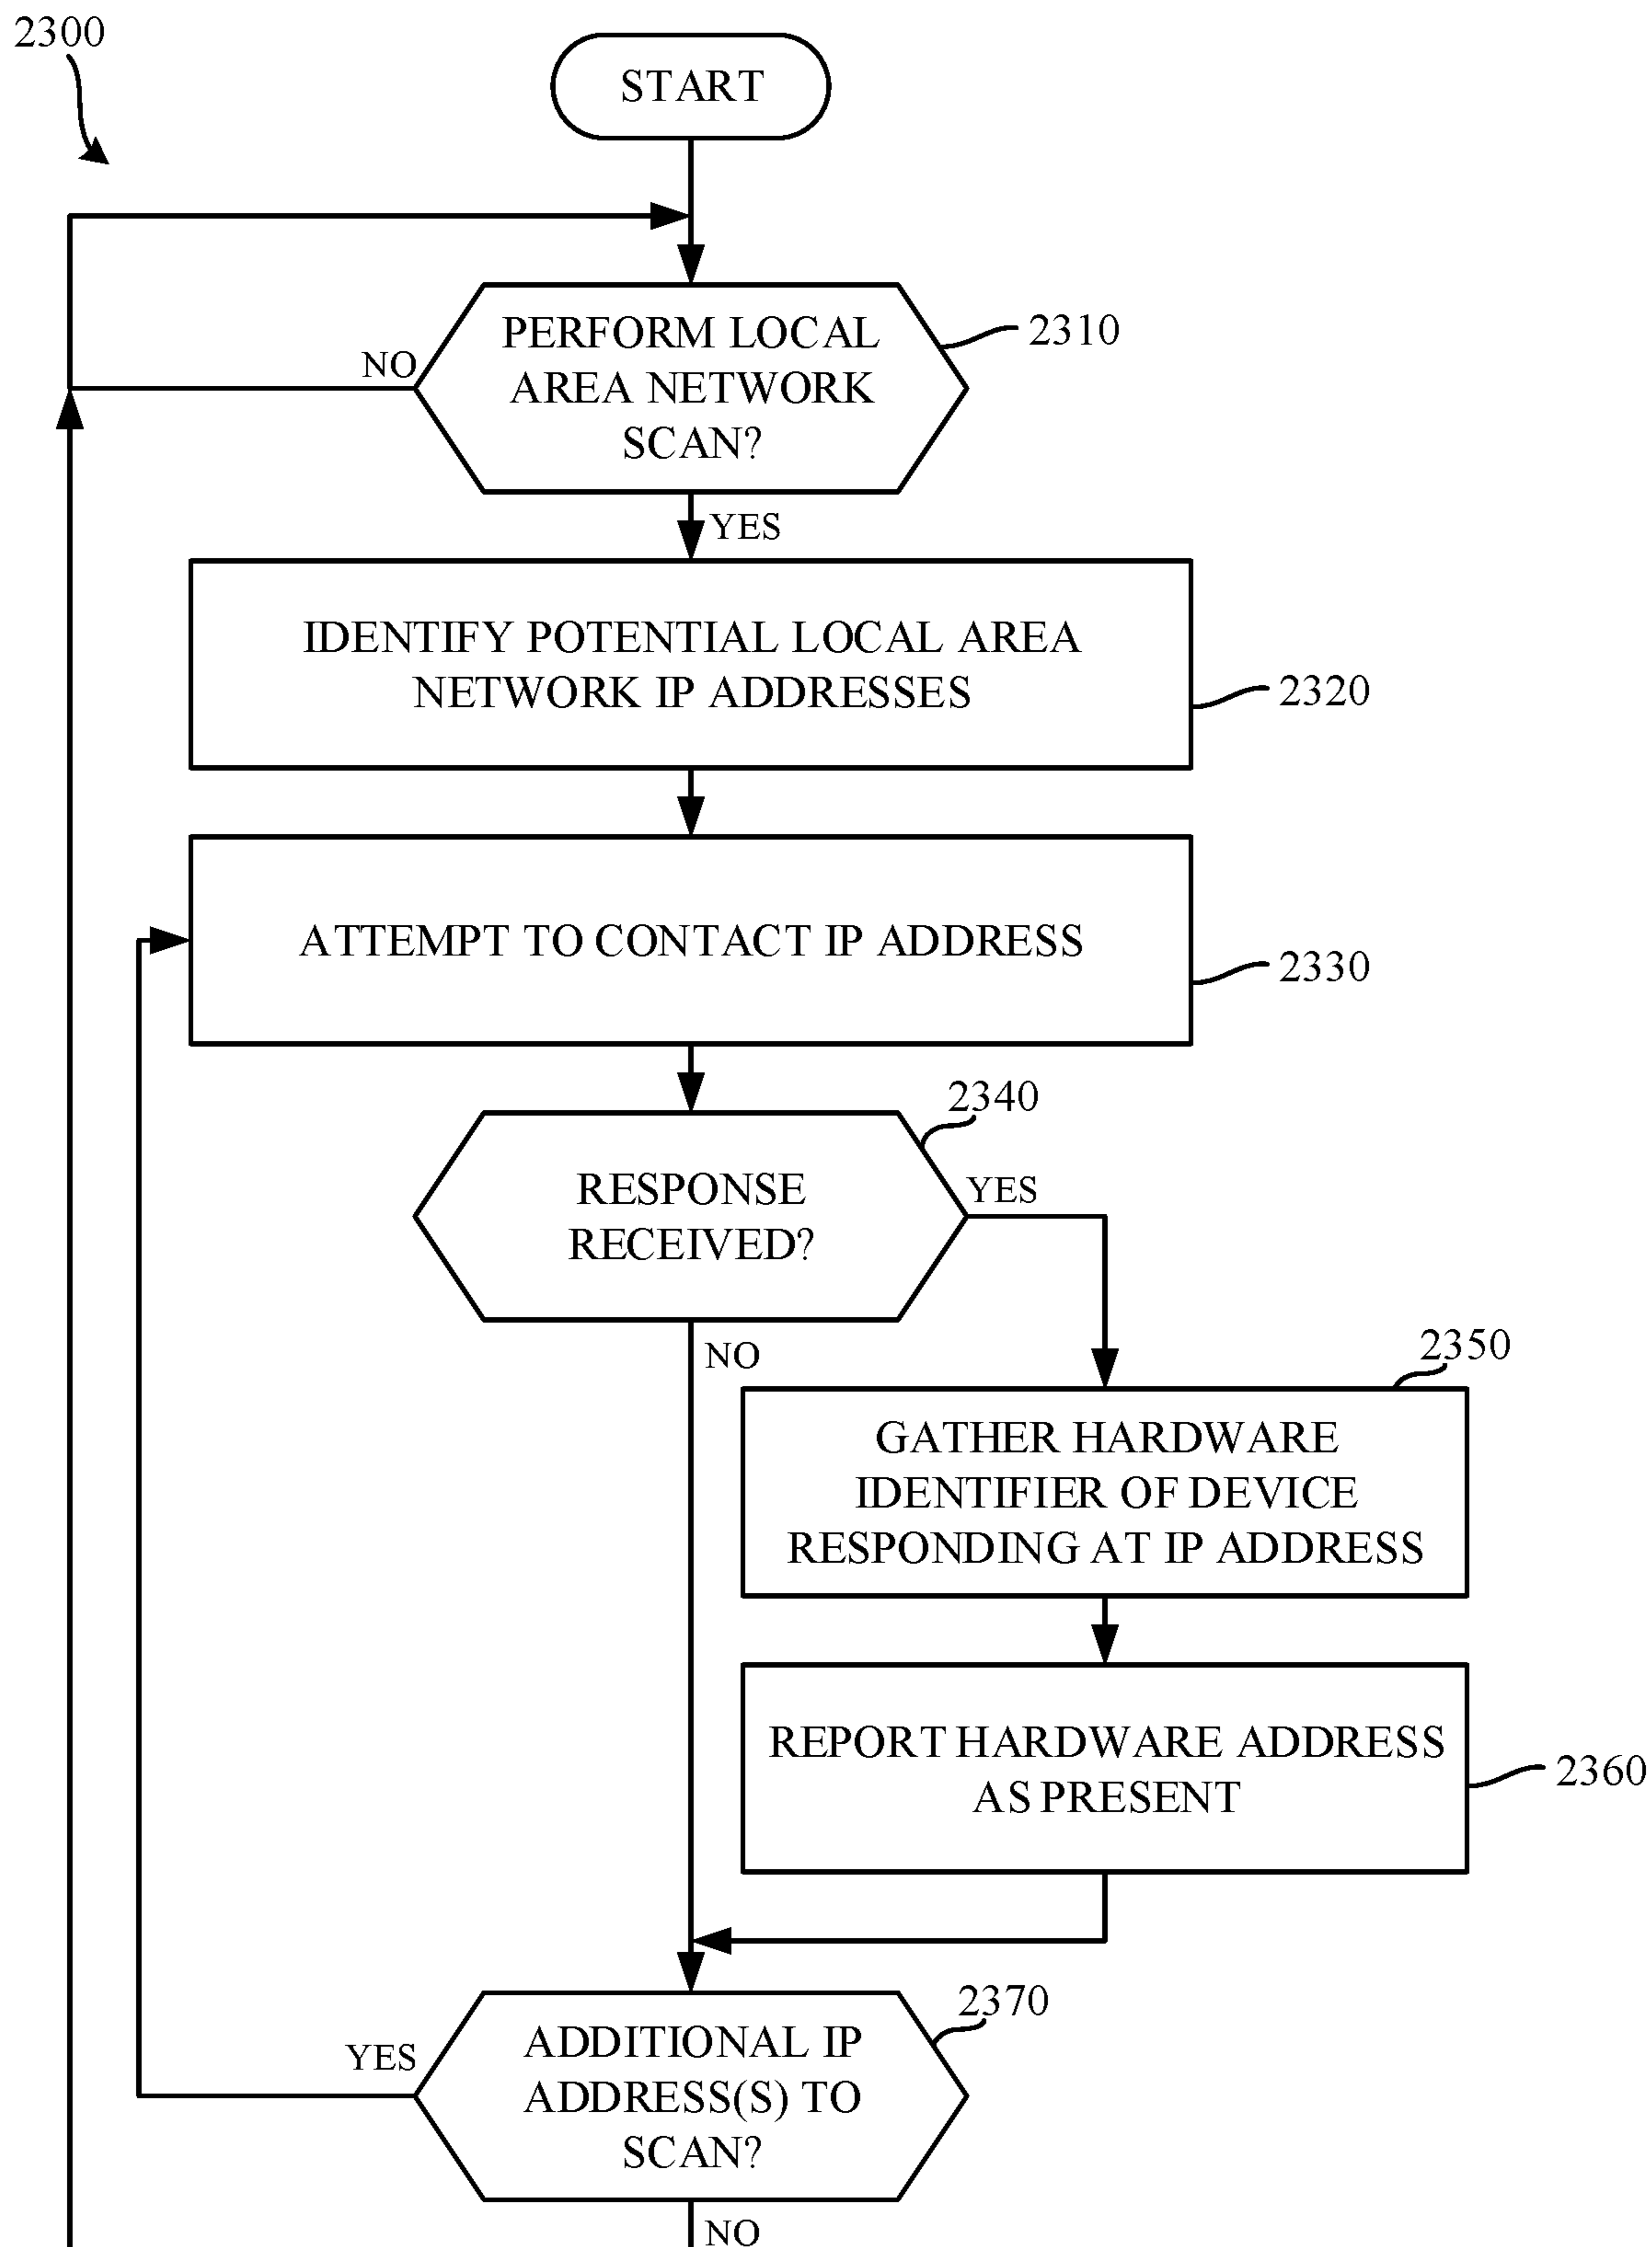 2300
START
PERFORM LOCAL
AREA NETWORK
SCAN?
2310
NO
YES
IDENTIFY POTENTIAL LOCAL AREA
NETWORK IP ADDRESSES
2320
ATTEMPT TO CONTACT IP ADDRESS
2330
2340
RESPONSE
RECEIVED?
YES
NO
2350
GATHER HARDWARE
IDENTIFIER OF DEVICE
RESPONDING AT IP ADDRESS
REPORT HARDWARE ADDRESS
AS PRESENT
2360
2370
ADDITIONAL IP
ADDRESS(S) TO
SCAN?
YES
NO